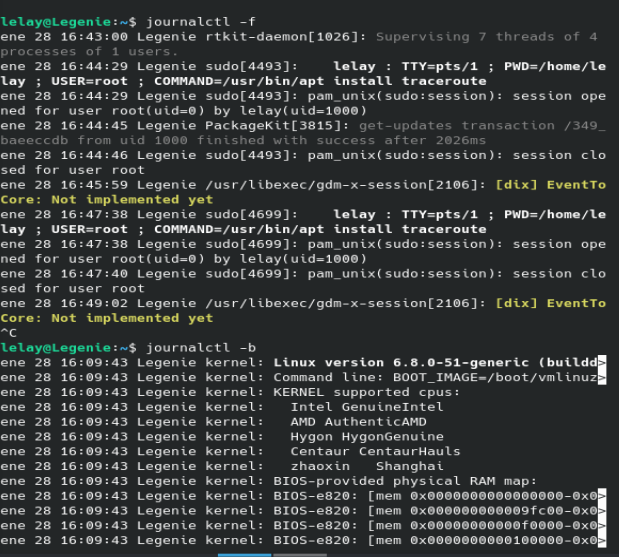 lelay@Legenie:~$ journalctl -f
ene 28 16:43:00 Legenie rtkit-daemon[1026]: Supervising 7 threads of 4
processes of 1 users.
ene 28 16:44:29 Legenie sudo[4493]:    lelay : TTY=pts/1 ; PWD=/home/le
lay ; USER=root ; COMMAND=/usr/bin/apt install traceroute
ene 28 16:44:29 Legenie sudo[4493]: pam_unix(sudo:session): session ope
ned for user root(uid=0) by lelay(uid=1000)
ene 28 16:44:45 Legenie PackageKit[3815]: get-updates transaction /349_
baeeccdb from uid 1000 finished with success after 2026ms
ene 28 16:44:46 Legenie sudo[4493]: pam_unix(sudo:session): session clo
sed for user root
ene 28 16:45:59 Legenie /usr/libexec/gdm-x-session[2106]: [dix] EventTo
Core: Not implemented yet
ene 28 16:47:38 Legenie sudo[4699]:    lelay : TTY=pts/1 ; PWD=/home/le
lay ; USER=root ; COMMAND=/usr/bin/apt install traceroute
ene 28 16:47:38 Legenie sudo[4699]: pam_unix(sudo:session): session ope
ned for user root(uid=0) by lelay(uid=1000)
ene 28 16:47:40 Legenie sudo[4699]: pam_unix(sudo:session): session clo
sed for user root
ene 28 16:49:02 Legenie /usr/libexec/gdm-x-session[2106]: [dix] EventTo
Core: Not implemented yet
^C
lelay@Legenie:~$ journalctl -b
ene 28 16:09:43 Legenie kernel: Linux version 6.8.0-51-generic (buildd>
ene 28 16:09:43 Legenie kernel: Command line: BOOT_IMAGE=/boot/vmlinuz>
ene 28 16:09:43 Legenie kernel: KERNEL supported cpus:
ene 28 16:09:43 Legenie kernel:   Intel GenuineIntel
ene 28 16:09:43 Legenie kernel:   AMD AuthenticAMD
ene 28 16:09:43 Legenie kernel:   Hygon HygonGenuine
ene 28 16:09:43 Legenie kernel:   Centaur CentaurHauls
ene 28 16:09:43 Legenie kernel:   zhaoxin   Shanghai
ene 28 16:09:43 Legenie kernel: BIOS-provided physical RAM map:
ene 28 16:09:43 Legenie kernel: BIOS-e820: [mem 0x0000000000000000-0x0>
ene 28 16:09:43 Legenie kernel: BIOS-e820: [mem 0x000000000009fc00-0x0>
ene 28 16:09:43 Legenie kernel: BIOS-e820: [mem 0x00000000000f0000-0x0>
ene 28 16:09:43 Legenie kernel: BIOS-e820: [mem 0x0000000000100000-0x0>